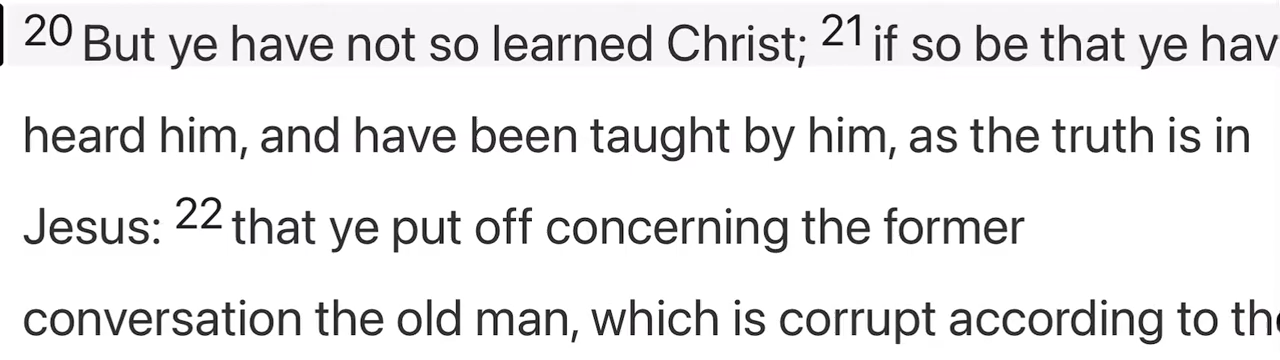 20 But ye have not so learned Christ; 21 if so be that ye hav
heard him, and have been taught by him, as the truth is in
Jesus: 22 that ye put off concerning the former
conversation the old man, which is corrupt according to the